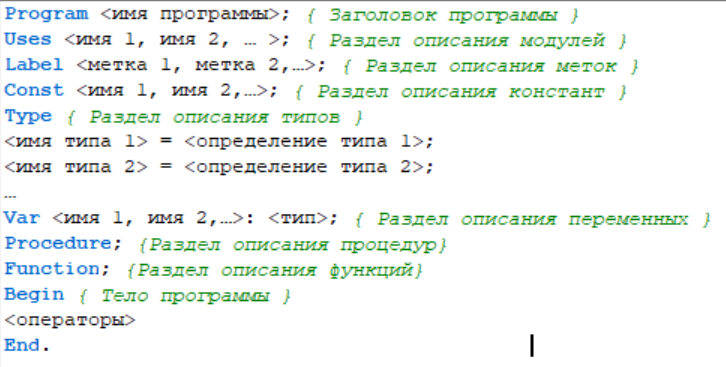 Program <имя программы>; { Заголовок программы }
Uses <имя 1, имя 2, … >; { Раздел описания модулей }
Label <метка 1, метка 2,…>; { Раздел описания меток }
Const <имя 1, имя 2,…>; { Раздел описания констант }
Type { Раздел описания типов }
<имя типа 1> = <определение типа 1>;
<имя типа 2> = <определение типа 2>;
…
Var <имя 1, имя 2,…>: <тип>; { Раздел описания переменных }
Procedure; {Раздел описания процедур}
Function; {Раздел описания функций}
Begin { Тело программы }
<операторы>
End.